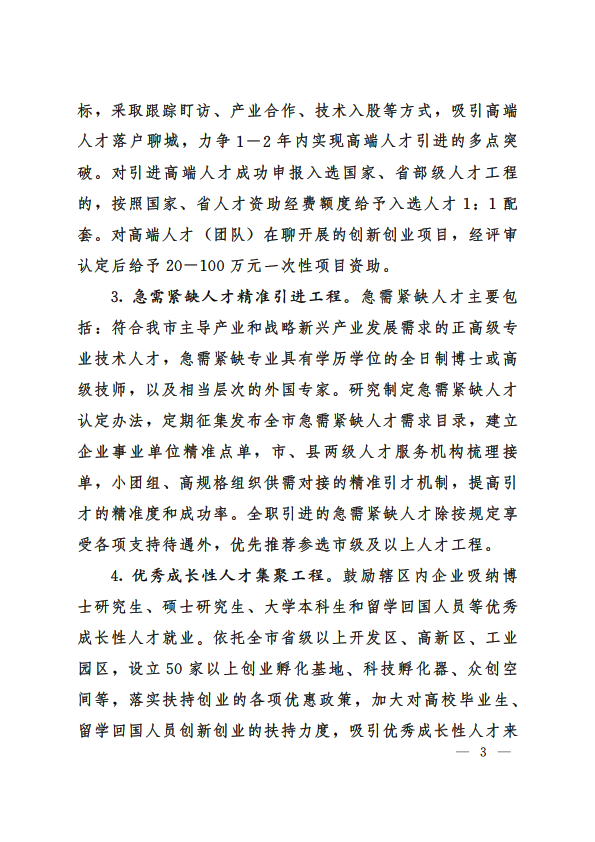 标，采取跟踪盯访、产业合作、技术入股等方式，吸引高端
人才落户聊城，力争1－2年内实现高端人才引进的多点突
破。对引进高端人才成功申报入选国家、省部级人才工程
的，按照国家、省人才资助经费额度给予入选人才1：1配
套。对高端人才（团队）在聊开展的创新创业项目，经评审
认定后给予20－100万元一次性项目资助。
3. 急需紧缺人才精准引进工程。急需紧缺人才主要包
括：符合我市主导产业和战略新兴产业发展需求的正高级专
业技术人才，急需紧缺专业具有学历学位的全日制博士或高
级技师，以及相当层次的外国专家。研究制定急需紧缺人才
认定办法，定期征集发布全市急需紧缺人才需求目录，建立
企业事业单位精准点单，市、县两级人才服务机构梳理接
单，小团组、高规格组织供需对接的精准引才机制，提高引
才的精准度和成功率。全职引进的急需紧缺人才除按规定享
受各项支持待遇外，优先推荐参选市级及以上人才工程。
4. 优秀成长性人才集聚工程。鼓励辖区内企业吸纳博
士研究生、硕士研究生、大学本科生和留学回国人员等优秀
成长性人才就业。依托全市省级以上开发区、高新区、工业
园区，设立50家以上创业孵化基地、科技孵化器、众创空
间等，落实扶持创业的各项优惠政策，加大对高校毕业生、
留学回国人员创新创业的扶持力度，吸引优秀成长性人才来
— 3 —